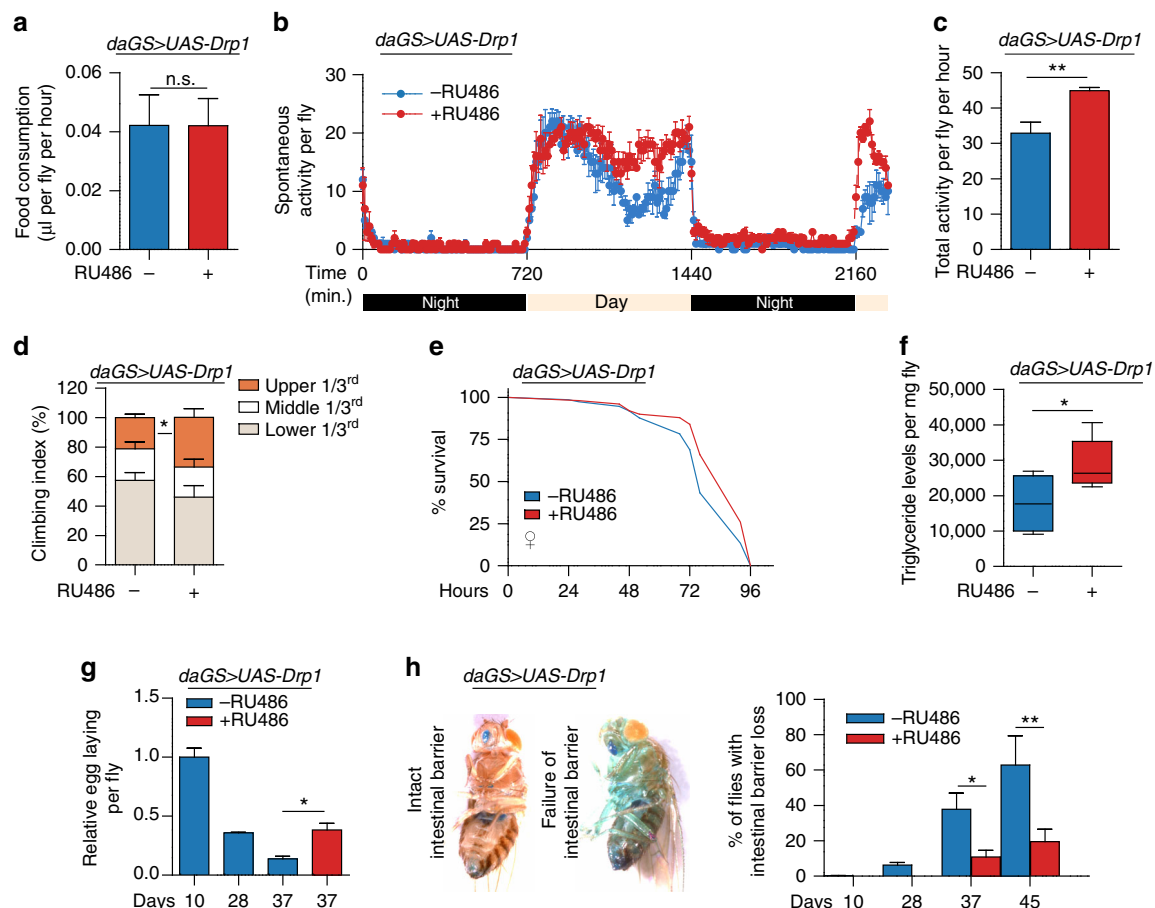 a
daGS>UAS-Drp1
Food consumption
(µl per fly per hour)
0.06
0.04
0.02
0.00
n.s.
RU486 – +
b
daGS>UAS-Drp1
Spontaneous
activity per fly
30
20
10
0
–RU486
+RU486
Time
(min.)
0 720 1440 2160
Night Day Night
c
daGS>UAS-Drp1
Total activity per fly per hour
50
40
30
20
10
0
**
RU486 – +
d
daGS>UAS-Drp1
Climbing index (%)
120
100
80
60
40
20
0
*
Upper 1/3rd
Middle 1/3rd
Lower 1/3rd
RU486 – +
e
daGS>UAS-Drp1
% survival
100
75
50
25
0
–RU486
+RU486
♀
Hours 0 24 48 72 96
f
daGS>UAS-Drp1
Triglyceride levels per mg fly
50,000
40,000
30,000
20,000
10,000
0
*
RU486 – +
g
daGS>UAS-Drp1
Relative egg laying
per fly
1.5
1.0
0.5
0.0
–RU486
+RU486
*
Days 10 28 37 37
h
daGS>UAS-Drp1
Intact
intestinal barrier
Failure of
intestinal barrier
% of flies with
intestinal barrier loss
100
80
60
40
20
0
–RU486
+RU486
*
**
Days 10 28 37 45